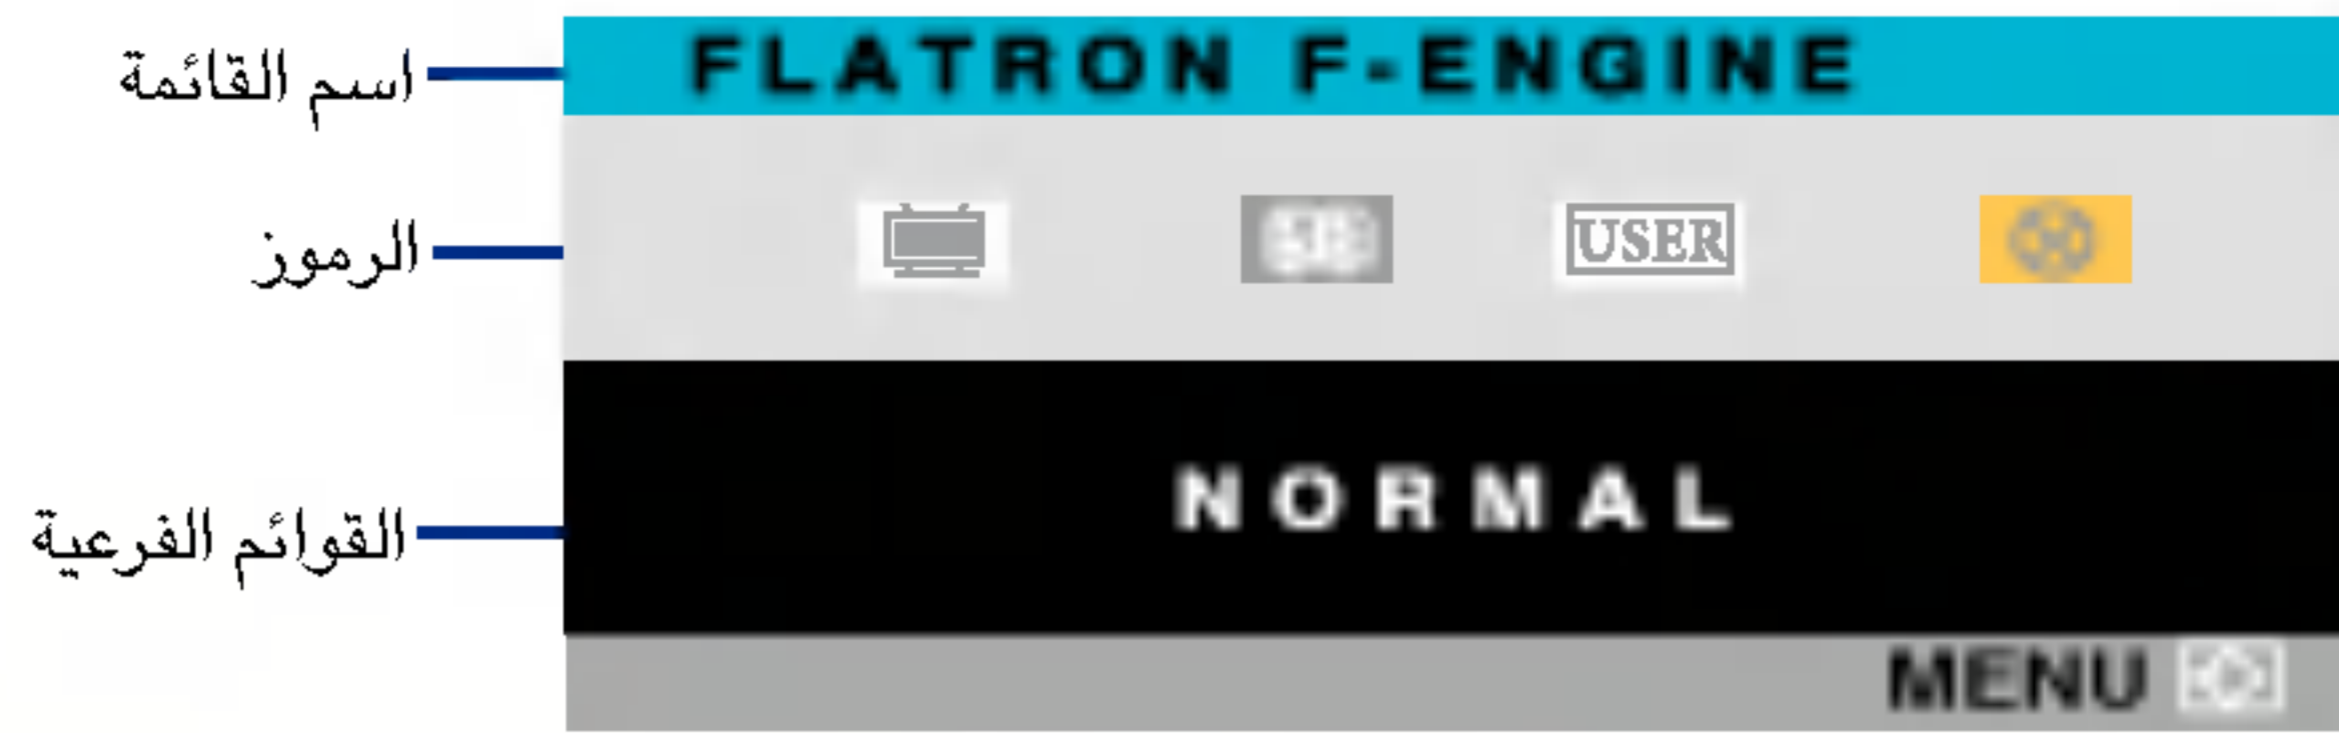 اسم القائمة
FLATRON F-ENGINE
الرموز
USER
القوائم الفرعية
NORMAL
MENU